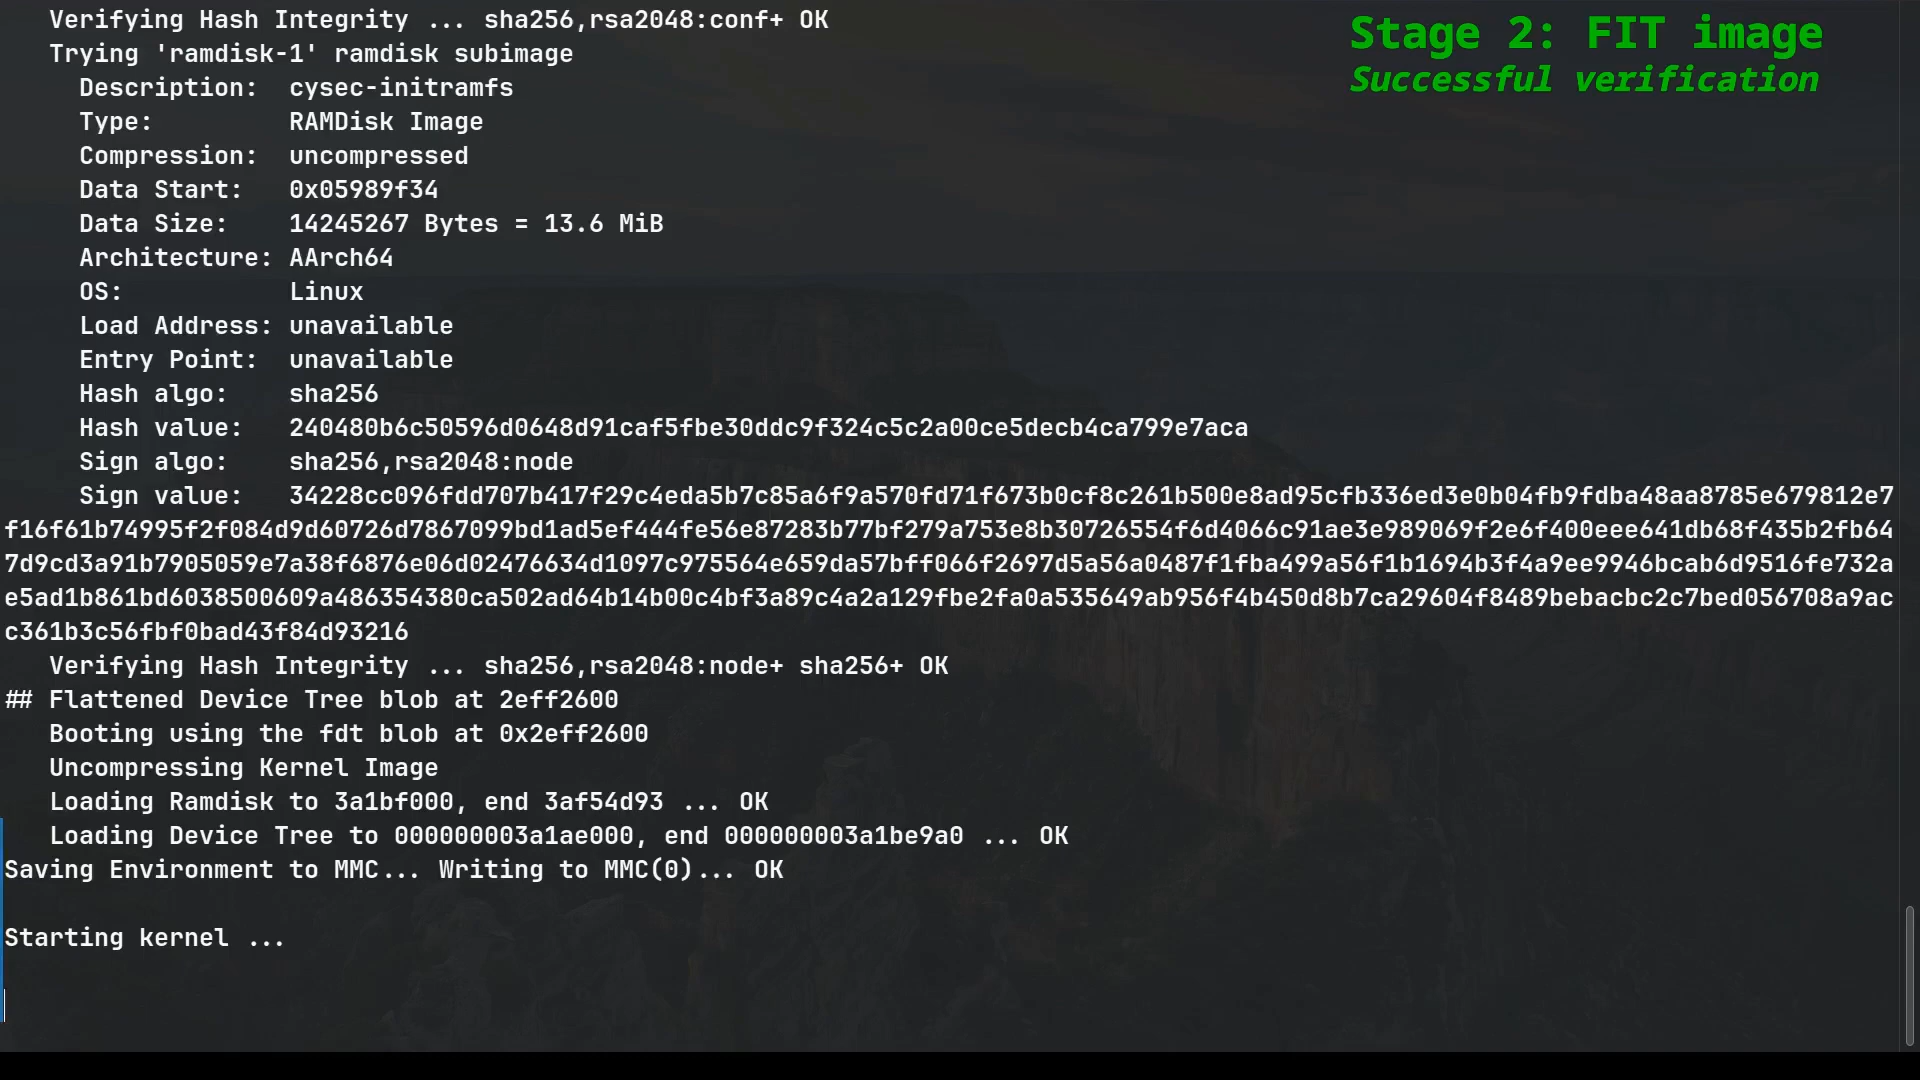 Verifying Hash Integrity ... sha256,rsa2048:conf+ OK
Stage 2: FIT image
Successful verification
Trying 'ramdisk-1' ramdisk subimage
Description:  cysec-initramfs
Type:         RAMDisk Image
Compression:  uncompressed
Data Start:   0x05989f34
Data Size:    14245267 Bytes = 13.6 MiB
Architecture: AArch64
OS:           Linux
Load Address: unavailable
Entry Point:  unavailable
Hash algo:    sha256
Hash value:   240480b6c50596d0648d91caf5fbe30ddc9f324c5c2a00ce5decb4ca799e7aca
Sign algo:    sha256,rsa2048:node
Sign value:   34228cc096fdd707b417f29c4eda5b7c85a6f9a570fd71f673b0cf8c261b500e8ad95cfb336ed3e0b04fb9fdba48aa8785e679812e7
f16f61b74995f2f084d9d60726d7867099bd1ad5ef444fe56e87283b77bf279a753e8b30726554f6d4066c91ae3e989069f2e6f400eee641db68f435b2fb64
7d9cd3a91b7905059e7a38f6876e06d02476634d1097c975564e659da57bff066f2697d5a56a0487f1fba499a56f1b1694b3f4a9ee9946bcab6d9516fe732a
e5ad1b861bd6038500609a486354380ca502ad64b14b00c4bf3a89c4a2a129fbe2fa0a535649ab956f4b450d8b7ca29604f8489bebacbc2c7bed056708a9ac
c361b3c56fbf0bad43f84d93216
Verifying Hash Integrity ... sha256,rsa2048:node+ sha256+ OK
## Flattened Device Tree blob at 2eff2600
Booting using the fdt blob at 0x2eff2600
Uncompressing Kernel Image
Loading Ramdisk to 3a1bf000, end 3af54d93 ... OK
Loading Device Tree to 000000003a1ae000, end 000000003a1be9a0 ... OK
Saving Environment to MMC... Writing to MMC(0)... OK
Starting kernel ...